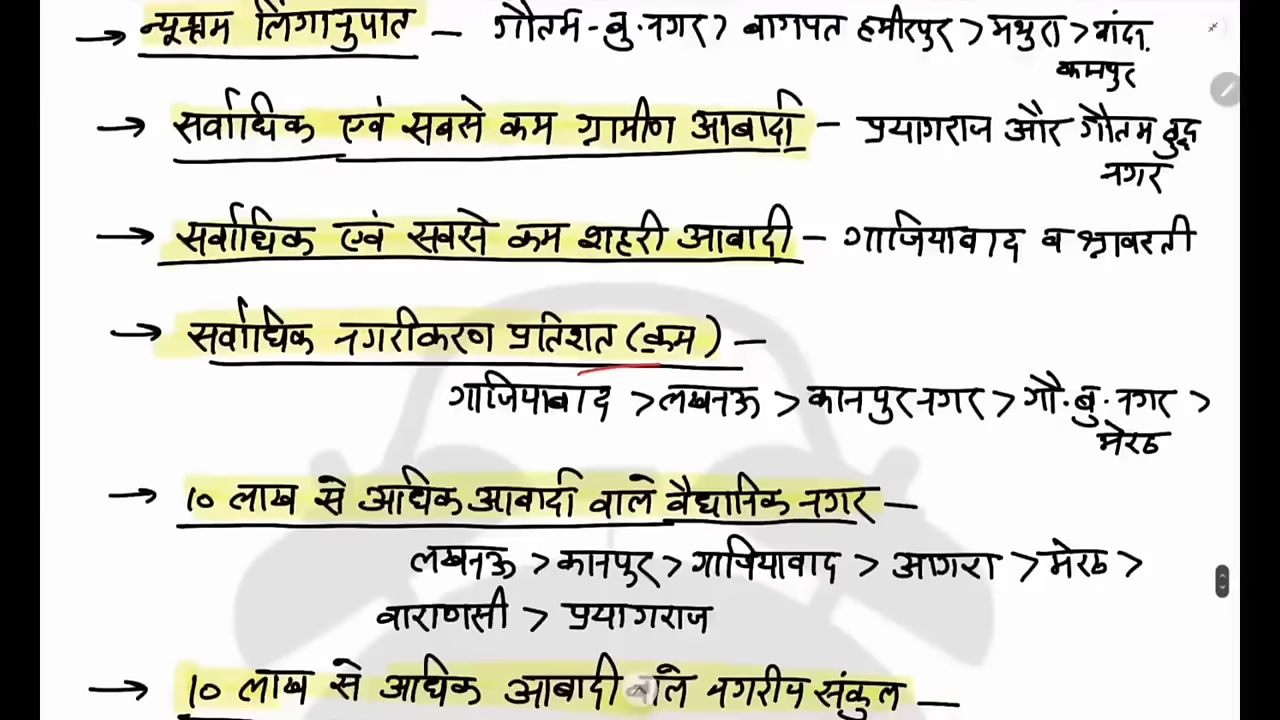 → न्यूनतम लिंगानुपात – गौतम-बु.नगर > बागपत हमीरपुर > मथुरा > बांदा.
कानपुर
→ सर्वाधिक एवं सबसे कम ग्रामीण आबादी – प्रयागराज और गौतम बुद्ध
नगर
→ सर्वाधिक एवं सबसे कम शहरी आबादी – गाजियाबाद व श्रावस्ती
→ सर्वाधिक नगरीकरण प्रतिशत (कम) –
गाजियाबाद > लखनऊ > कानपुर नगर > गौ.बु.नगर >
मेरठ
→ 10 लाख से अधिक आबादी वाले वैधानिक नगर –
लखनऊ > कानपुर > गाजियाबाद > आगरा > मेरठ >
वाराणसी > प्रयागराज
→ 10 लाख से अधिक आबादी वाले नगरीय संकुल –